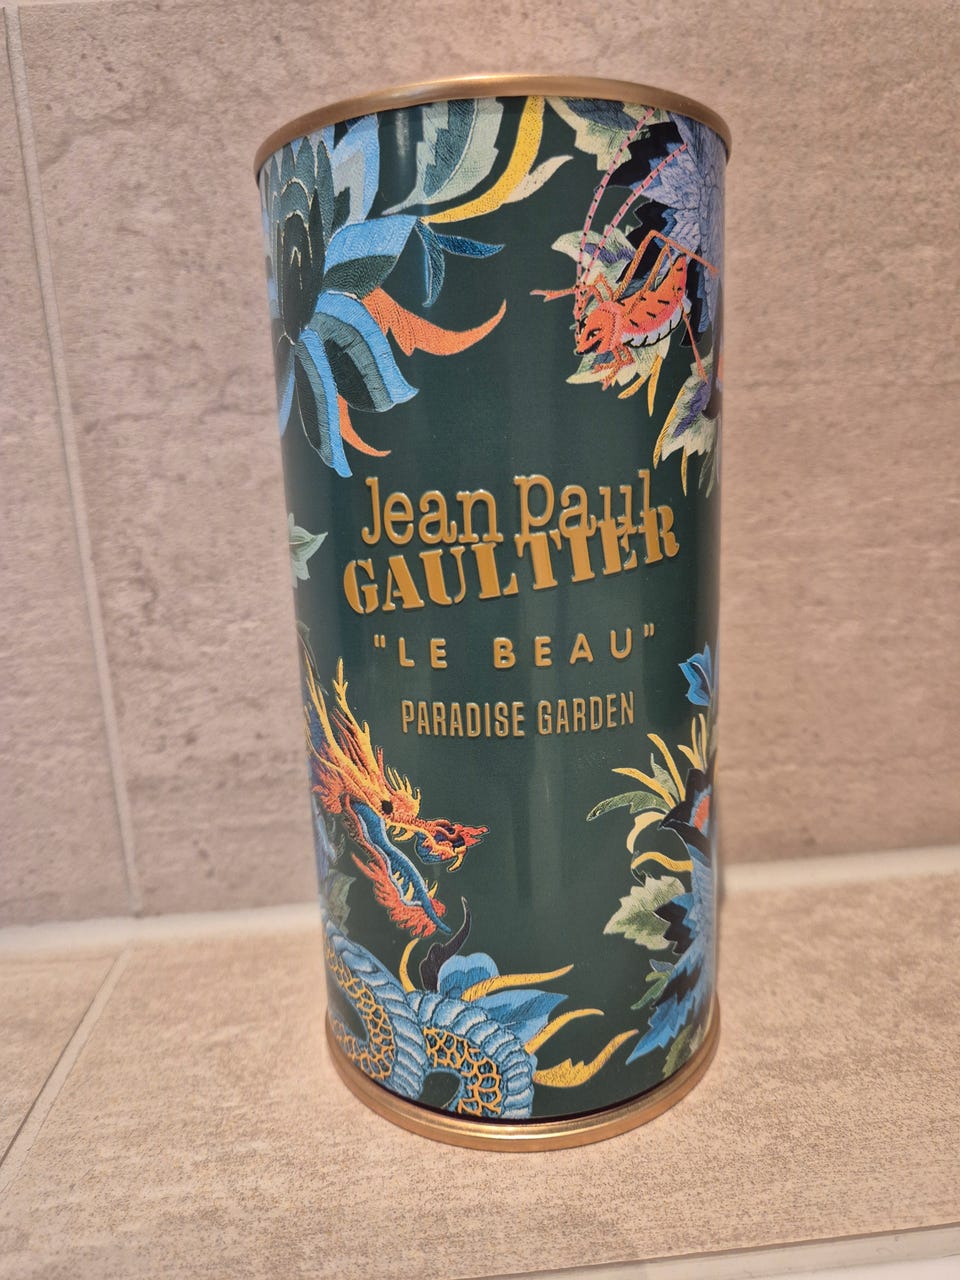 Jean Paul
GAULTIER
"LE BEAU"
PARADISE GARDEN